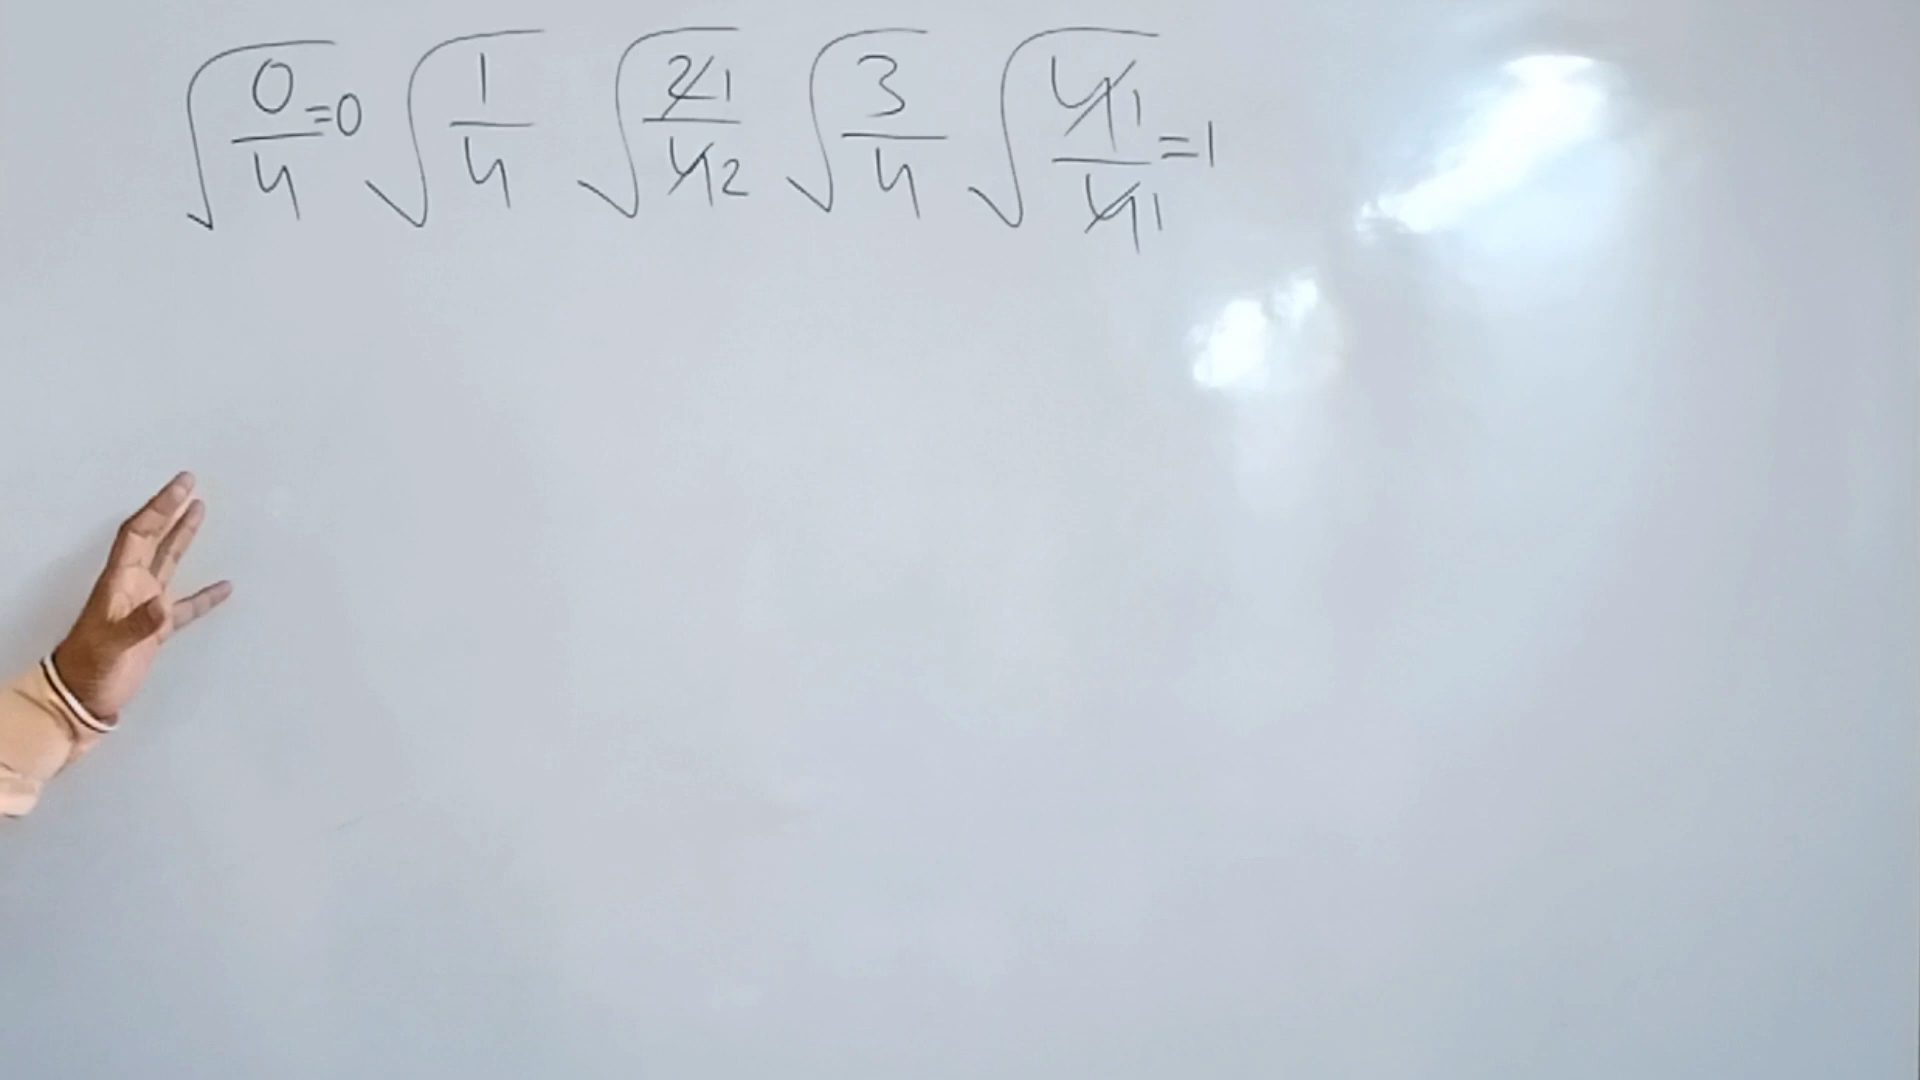 √(0/4) = 0 √(1/4) √(2̸ 1/4̸ 2) √(3/4) √(4̸ 1/4̸ 1) = 1